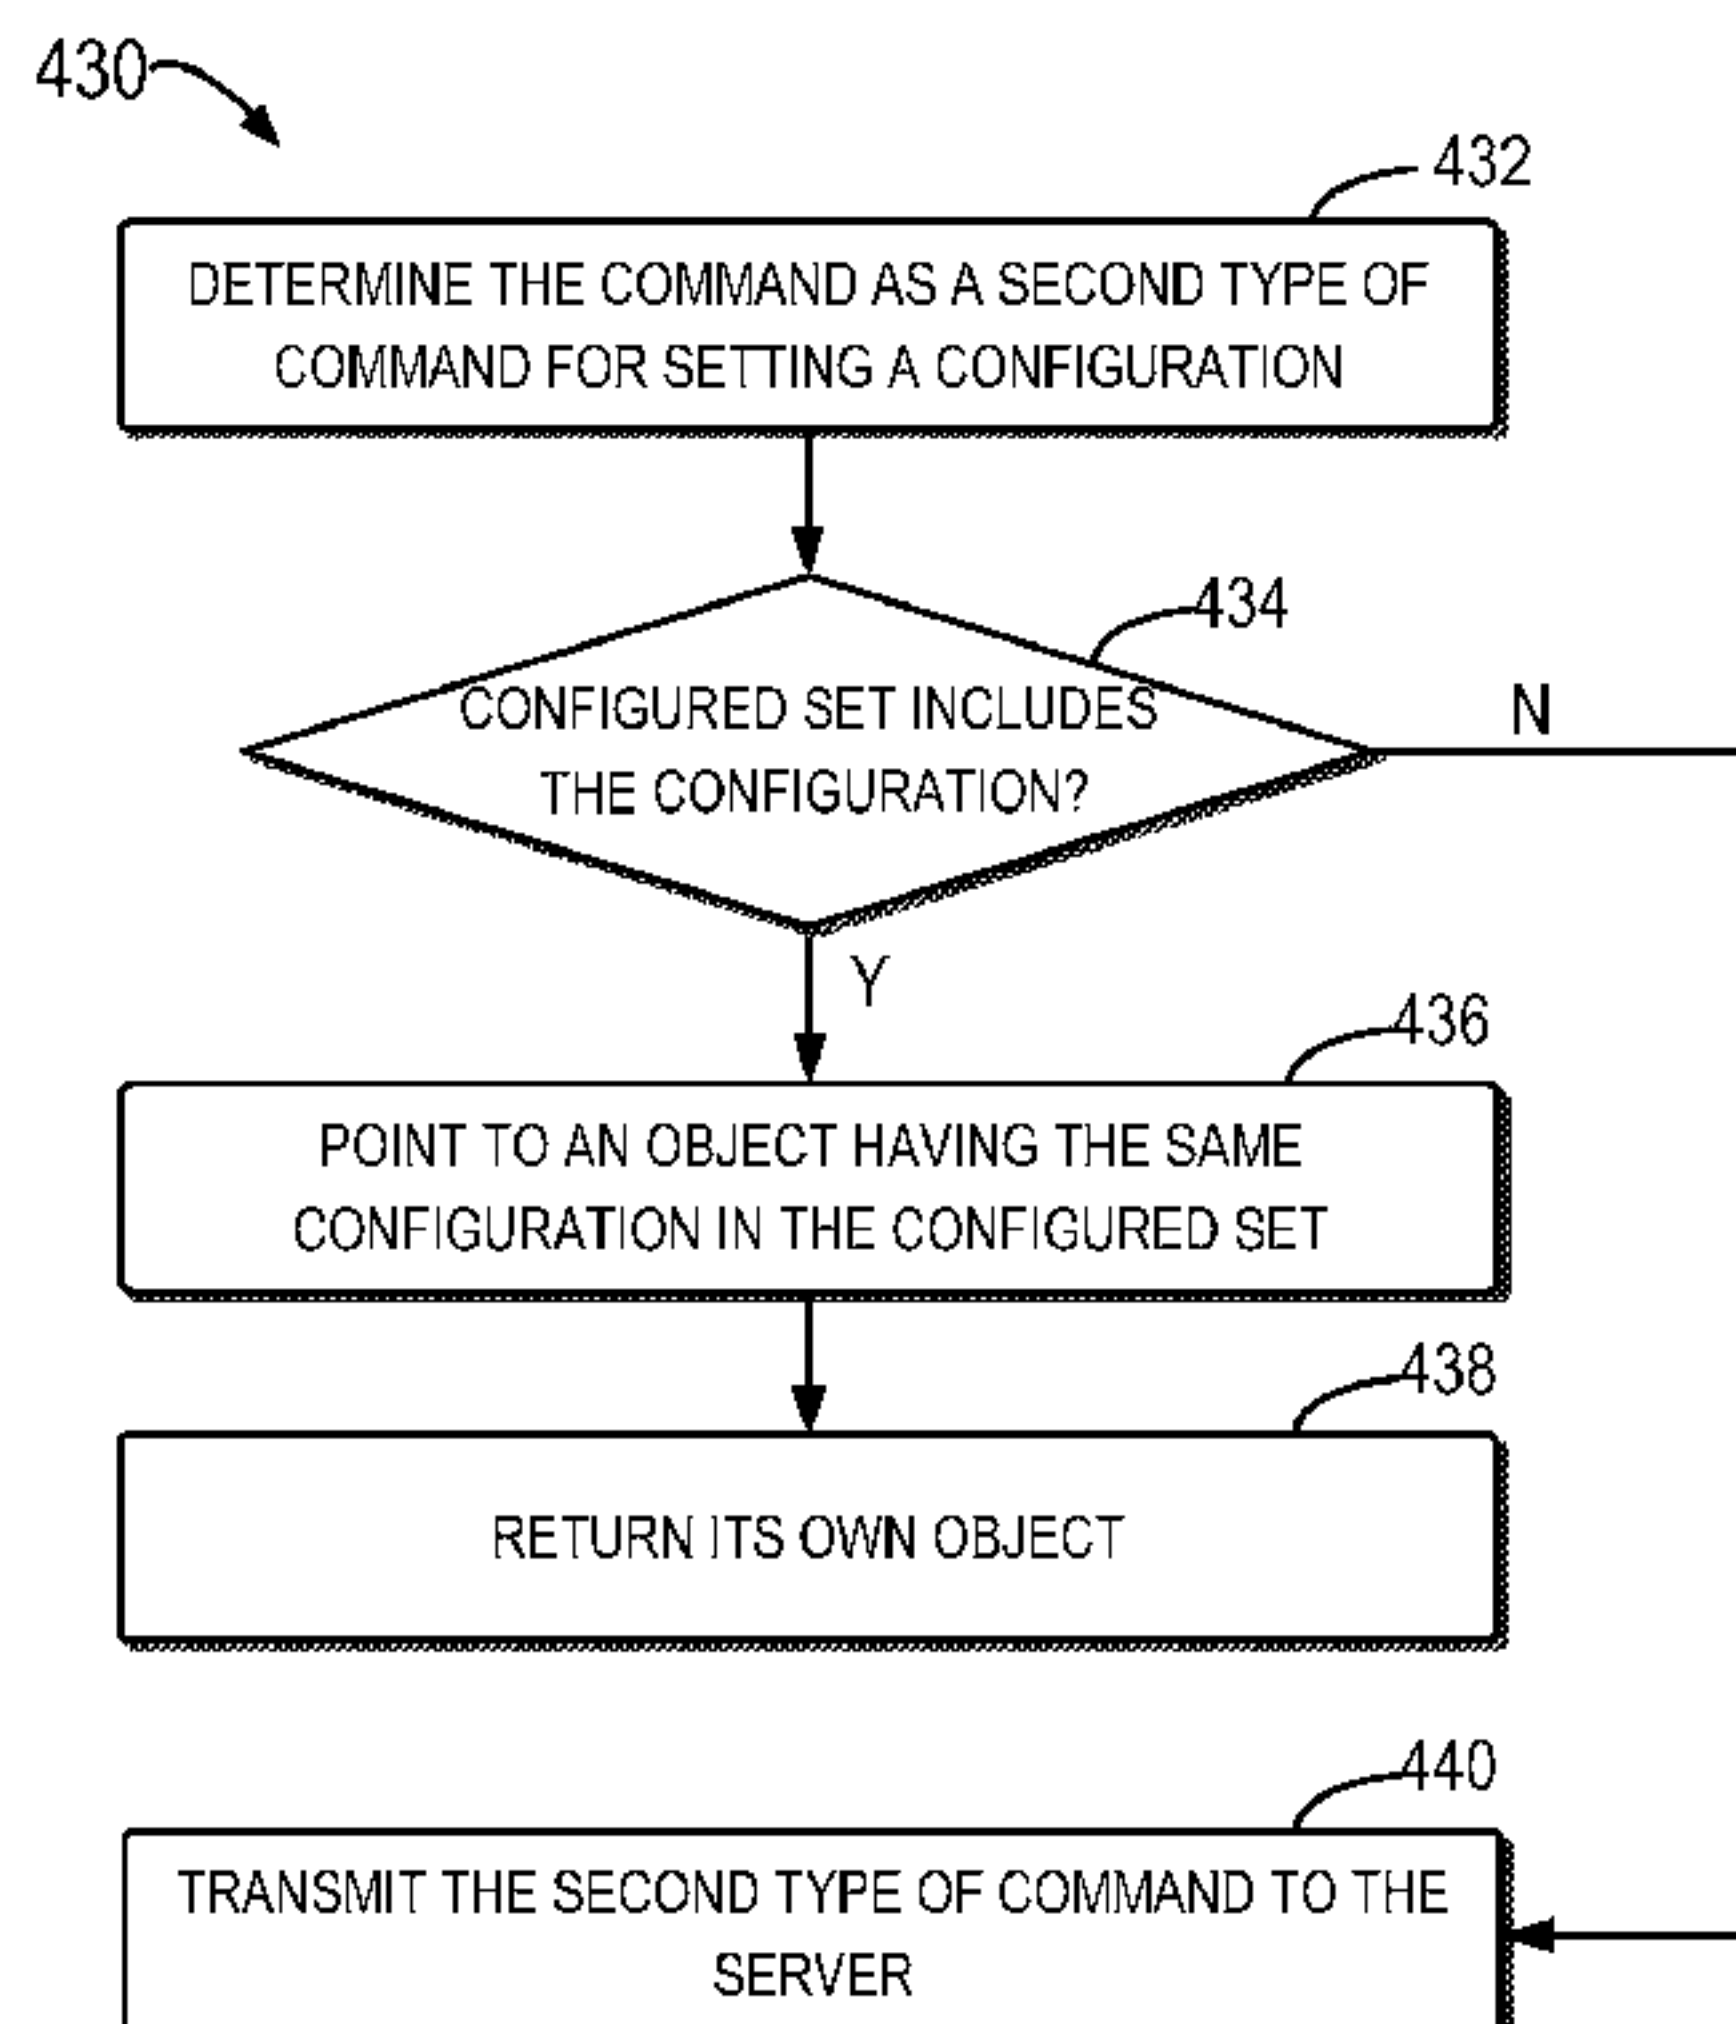 430
432
DETERMINE THE COMMAND AS A SECOND TYPE OF
COMMAND FOR SETTING A CONFIGURATION
434
CONFIGURED SET INCLUDES
THE CONFIGURATION?
N
Y
436
POINT TO AN OBJECT HAVING THE SAME
CONFIGURATION IN THE CONFIGURED SET
438
RETURN ITS OWN OBJECT
440
TRANSMIT THE SECOND TYPE OF COMMAND TO THE
SERVER